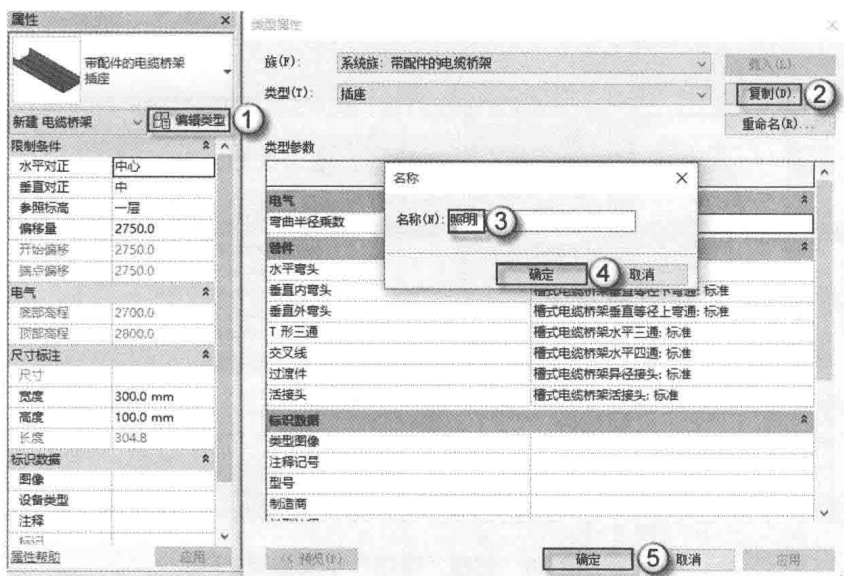 属性
带配件的电缆桥架
插座
新建 电缆桥架
编辑类型
①
限制条件
水平对正 中心
垂直对正 中
参照标高 一层
偏移量 2750.0
开始偏移 2750.0
端点偏移 2750.0
电气
底部高程 2700.0
顶部高程 2800.0
尺寸标注
尺寸
宽度 300.0 mm
高度 100.0 mm
长度 304.8
标识数据
图像
设备类型
注释
标记
属性帮助 应用
类型属性
族(F): 系统族: 带配件的电缆桥架 载入(L)...
类型(T): 插座 复制(D)... ②
重命名(R)...
类型参数
电气
弯曲半径乘数
管件
水平弯头
垂直内弯头 槽式电缆桥架垂直等径下弯通: 标准
垂直外弯头 槽式电缆桥架垂直等径上弯通: 标准
T 形三通 槽式电缆桥架水平三通: 标准
交叉线 槽式电缆桥架水平四通: 标准
过渡件 槽式电缆桥架异径接头: 标准
活接头 槽式电缆桥架活接头: 标准
标识数据
类型图像
注释记号
型号
制造商
<< 预览(P) 确定 ⑤ 取消 应用
名称
名称(N): 照明 ③
确定 ④ 取消